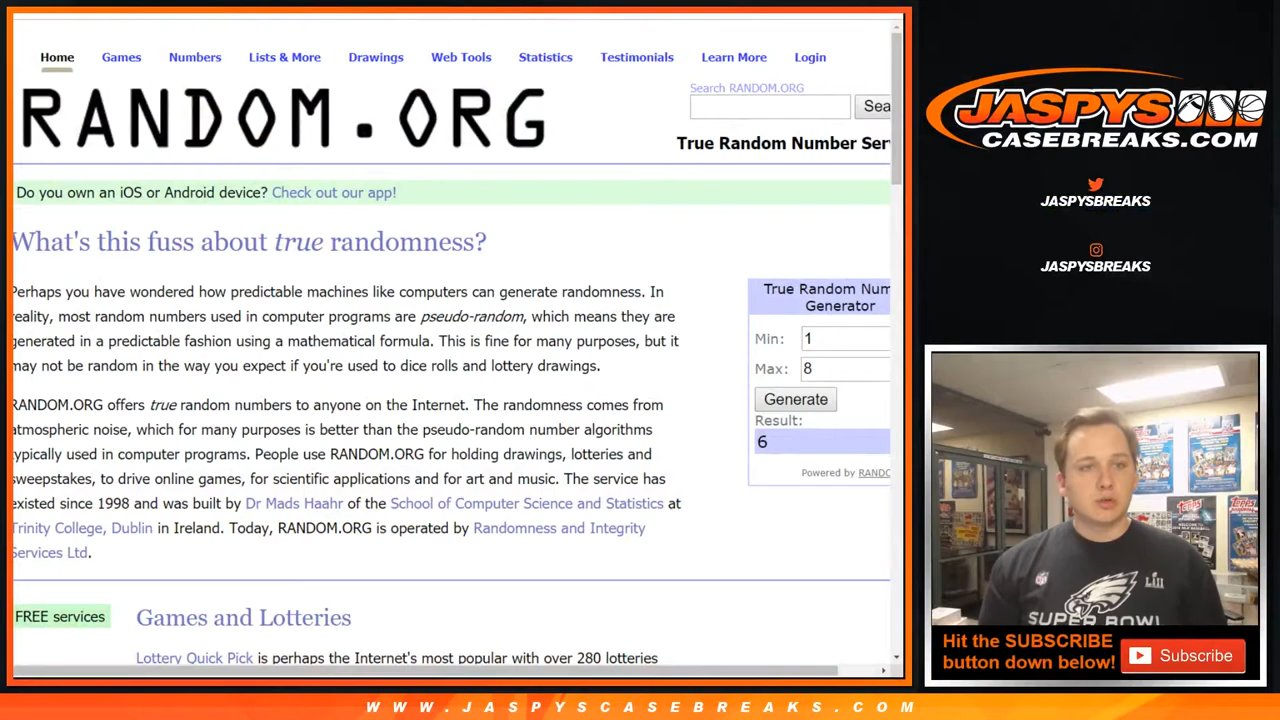 Home Games Numbers Lists & More Drawings Web Tools Statistics Testimonials Learn More Login
Search RANDOM.ORG
Sea
RANDOM.ORG
True Random Number Ser
Do you own an iOS or Android device? Check out our app!
What's this fuss about true randomness?
Perhaps you have wondered how predictable machines like computers can generate randomness. In
reality, most random numbers used in computer programs are pseudo-random, which means they are
generated in a predictable fashion using a mathematical formula. This is fine for many purposes, but it
may not be random in the way you expect if you're used to dice rolls and lottery drawings.
RANDOM.ORG offers true random numbers to anyone on the Internet. The randomness comes from
atmospheric noise, which for many purposes is better than the pseudo-random number algorithms
typically used in computer programs. People use RANDOM.ORG for holding drawings, lotteries and
sweepstakes, to drive online games, for scientific applications and for art and music. The service has
existed since 1998 and was built by Dr Mads Haahr of the School of Computer Science and Statistics at
Trinity College, Dublin in Ireland. Today, RANDOM.ORG is operated by Randomness and Integrity
Services Ltd.
True Random Num
Generator
Min: 1
Max: 8
Generate
Result:
6
Powered by RANDO
FREE services
Games and Lotteries
Lottery Quick Pick is perhaps the Internet's most popular with over 280 lotteries
JASPYS
CASEBREAKS.COM
JASPYSBREAKS
JASPYSBREAKS
NFL
LII
SUPER BOWL
Topps
Topps
Hit the SUBSCRIBE
button down below!
Subscribe
WWW.JASPYSCASEBREAKS.COM